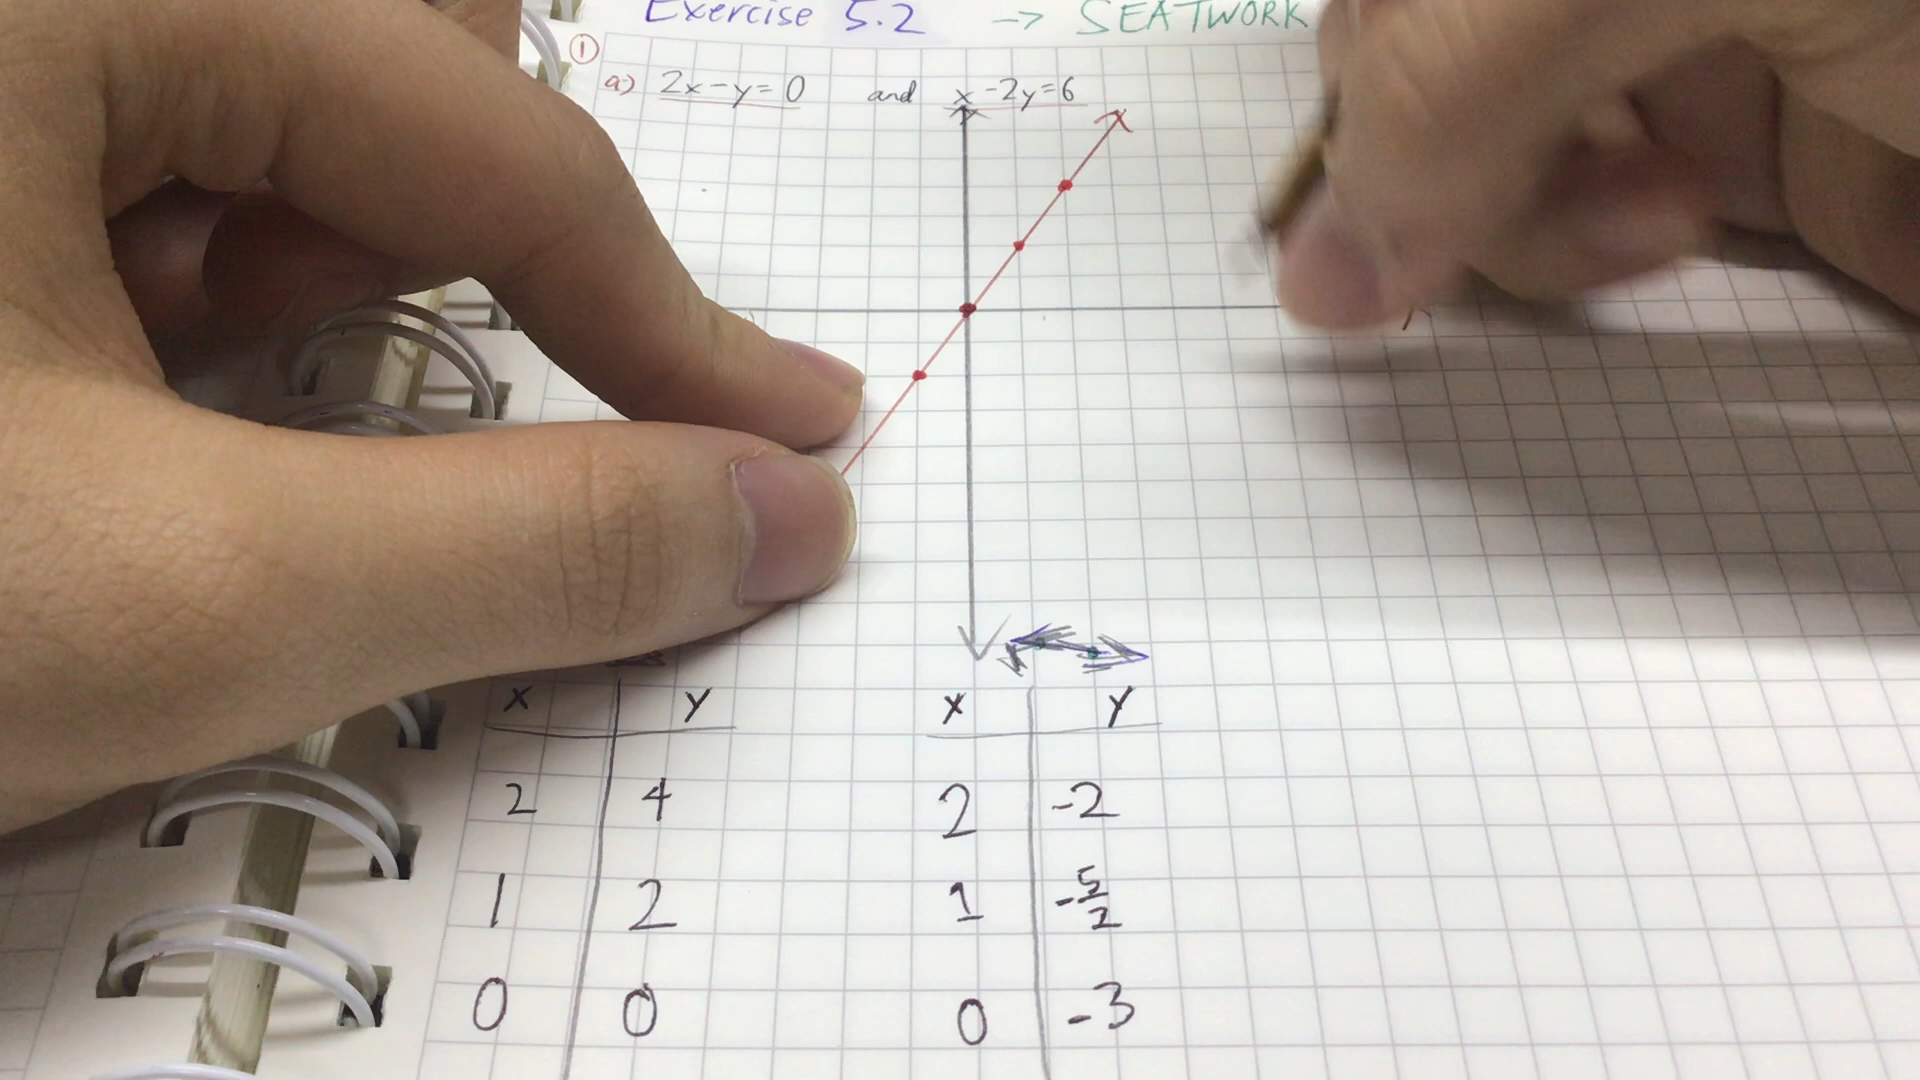 Exercise 5.2 -> SEATWORK
①
a) 2x-y=0 and x-2y=6
x y x y
2 4 2 -2
1 2 1 -5/2
0 0 0 -3